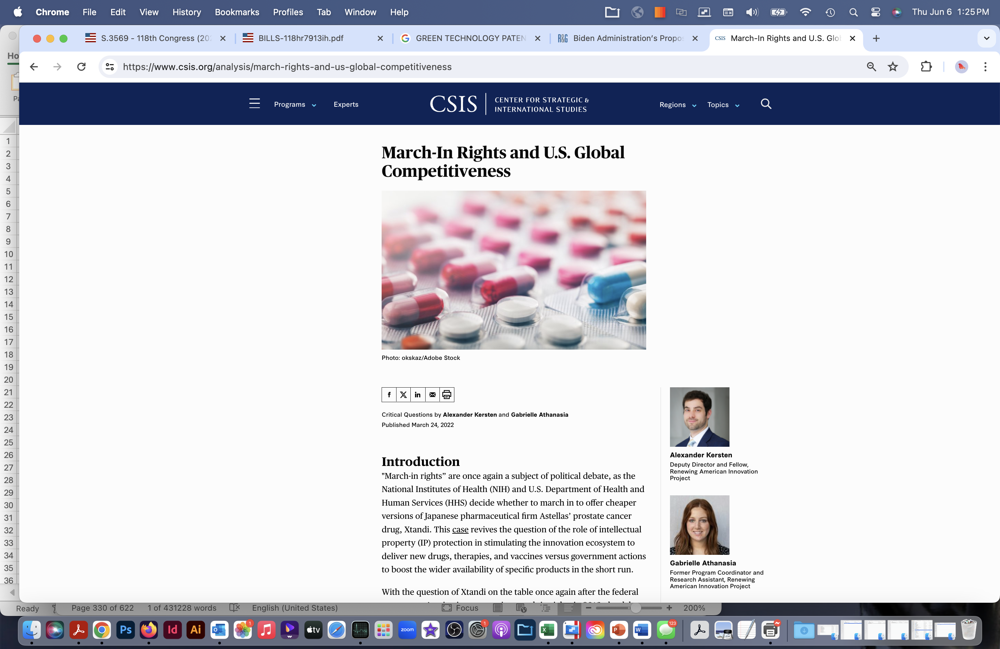 Chrome File Edit View History Bookmarks Profiles Tab Window Help Thu Jun 6 1:25 PM
S.3569 - 118th Congress (20 BILLS-118hr7913ih.pdf GREEN TECHNOLOGY PATEN R&G Biden Administration's Propo CSIS March-In Rights and U.S. Glo
https://www.csis.org/analysis/march-rights-and-us-global-competitiveness
Ho
Pa
Programs Experts CSIS CENTER FOR STRATEGIC & Regions Topics
INTERNATIONAL STUDIES
March-In Rights and U.S. Global
Competitiveness
Photo: okskaz/Adobe Stock
f X in
Critical Questions by Alexander Kersten and Gabrielle Athanasia
Published March 24, 2022
Introduction
"March-in rights” are once again a subject of political debate, as the
National Institutes of Health (NIH) and U.S. Department of Health and
Human Services (HHS) decide whether to march in to offer cheaper
versions of Japanese pharmaceutical firm Astellas’ prostate cancer
drug, Xtandi. This case revives the question of the role of intellectual
property (IP) protection in stimulating the innovation ecosystem to
deliver new drugs, therapies, and vaccines versus government actions
to boost the wider availability of specific products in the short run.
With the question of Xtandi on the table once again after the federal
Alexander Kersten
Deputy Director and Fellow,
Renewing American Innovation
Project
Gabrielle Athanasia
Former Program Coordinator and
Research Assistant, Renewing
American Innovation Project
1
2
3
4
5
6
7
8
9
10
11
12
13
14
15
16
17
18
19
20
21
22
23
24
25
26
27
28
29
30
31
32
33
34
35
36
Ready Page 330 of 622 1 of 431228 words English (United States) Focus 200%
Ps Id Ai O 1 tv zoom 1 X P W 123